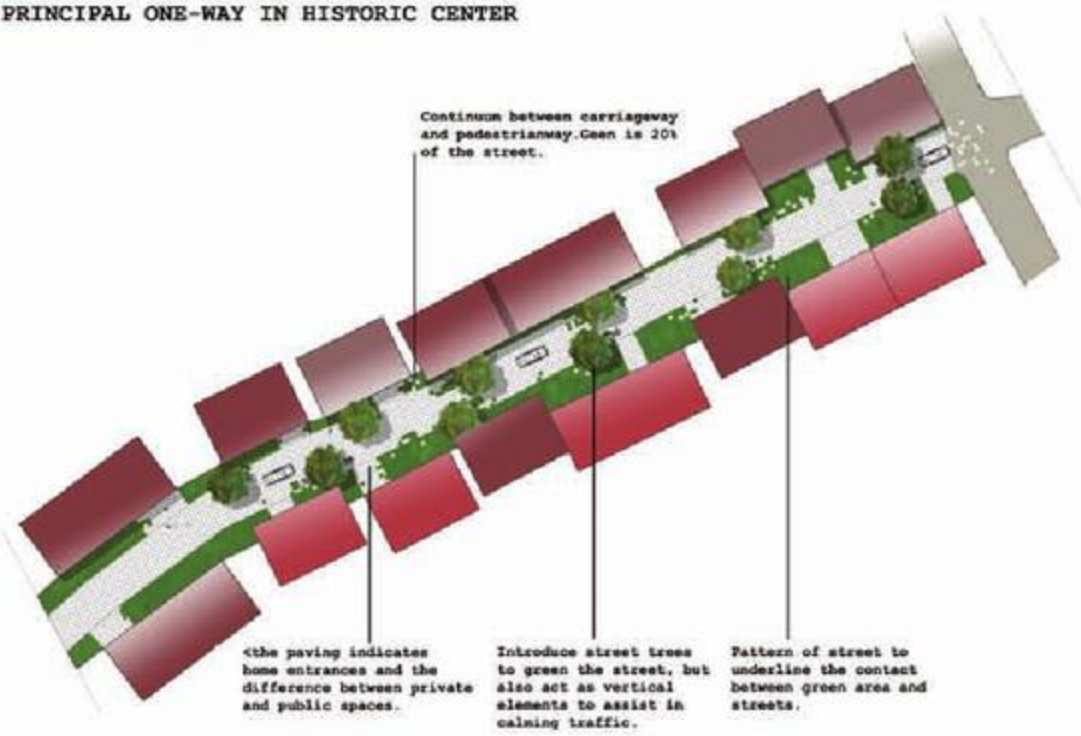 PRINCIPAL ONE-WAY IN HISTORIC CENTER
Continuum between carriageway
and pedestrianway.Geen is 20%
of the street.
<the paving indicates
home entrances and the
difference between private
and public spaces.
Introduce street trees
to green the street, but
also act as vertical
elements to assist in
calming traffic.
Pattern of street to
underline the contact
between green area and
streets.